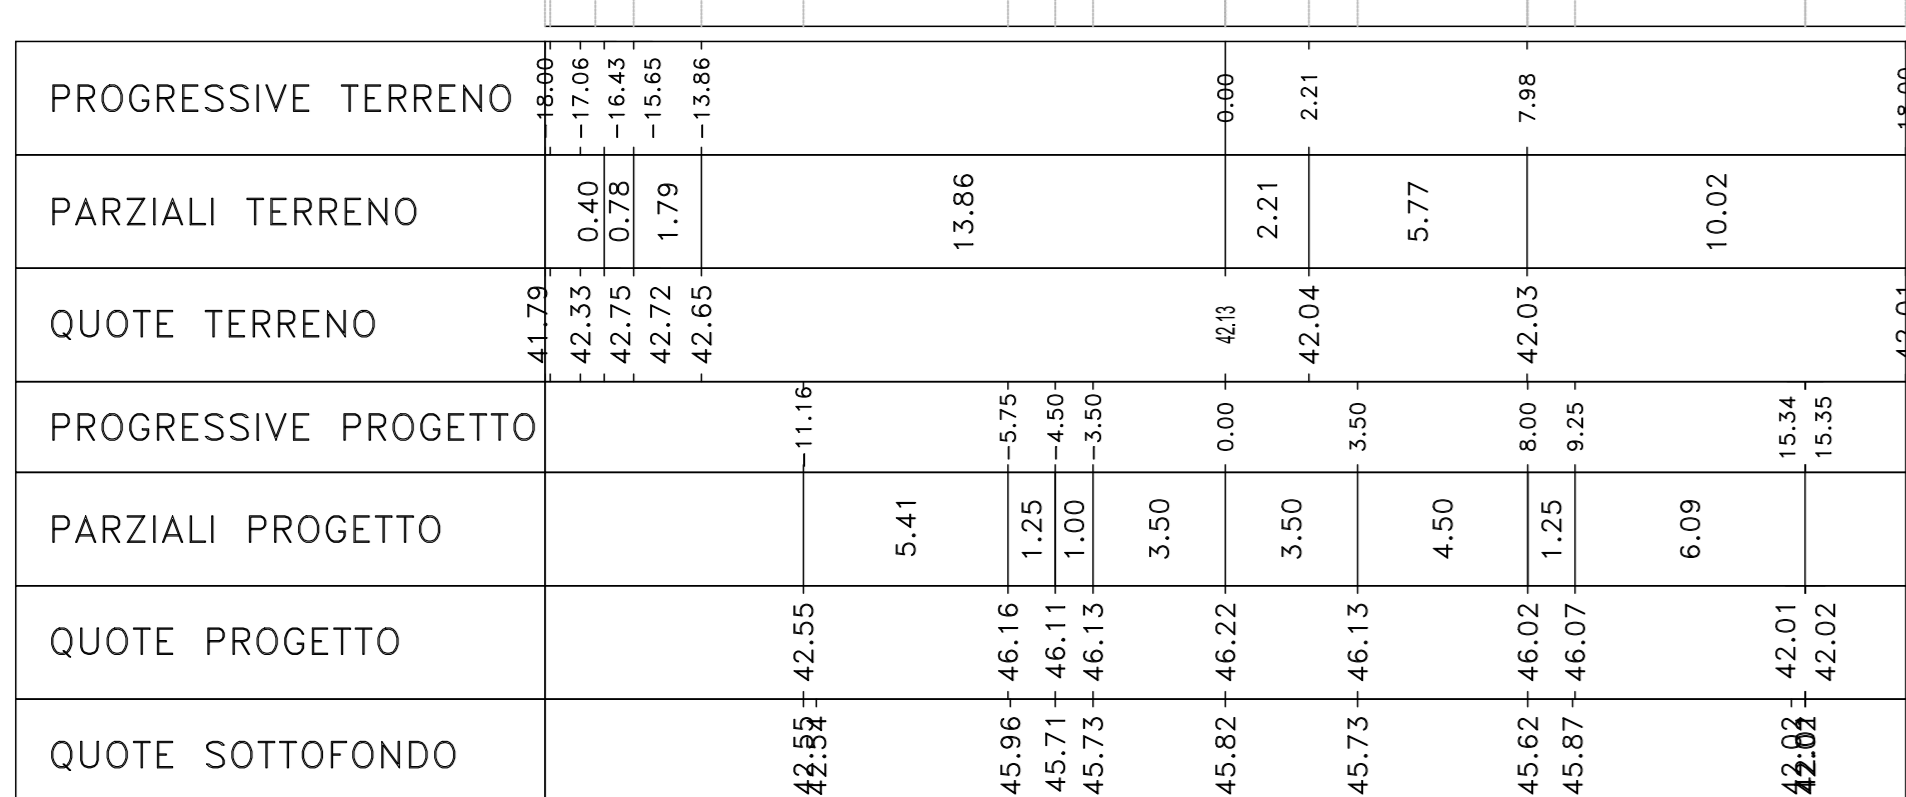 PROGRESSIVE TERRENO -18.00 -17.06 -16.43 -15.65 -13.86 0.00 2.21 7.98 18.00
PARZIALI TERRENO 0.40 0.78 1.79 13.86 2.21 5.77 10.02
QUOTE TERRENO 41.79 42.33 42.75 42.72 42.65 42.13 42.04 42.03 42.01
PROGRESSIVE PROGETTO -11.16 -5.75 -4.50 -3.50 0.00 3.50 8.00 9.25 15.34 15.35
PARZIALI PROGETTO 5.41 1.25 1.00 3.50 3.50 4.50 1.25 6.09
QUOTE PROGETTO 42.55 46.16 46.11 46.13 46.22 46.13 46.02 46.07 42.01 42.02
QUOTE SOTTOFONDO 42.55 42.54 45.96 45.71 45.73 45.82 45.73 45.62 45.87 42.02